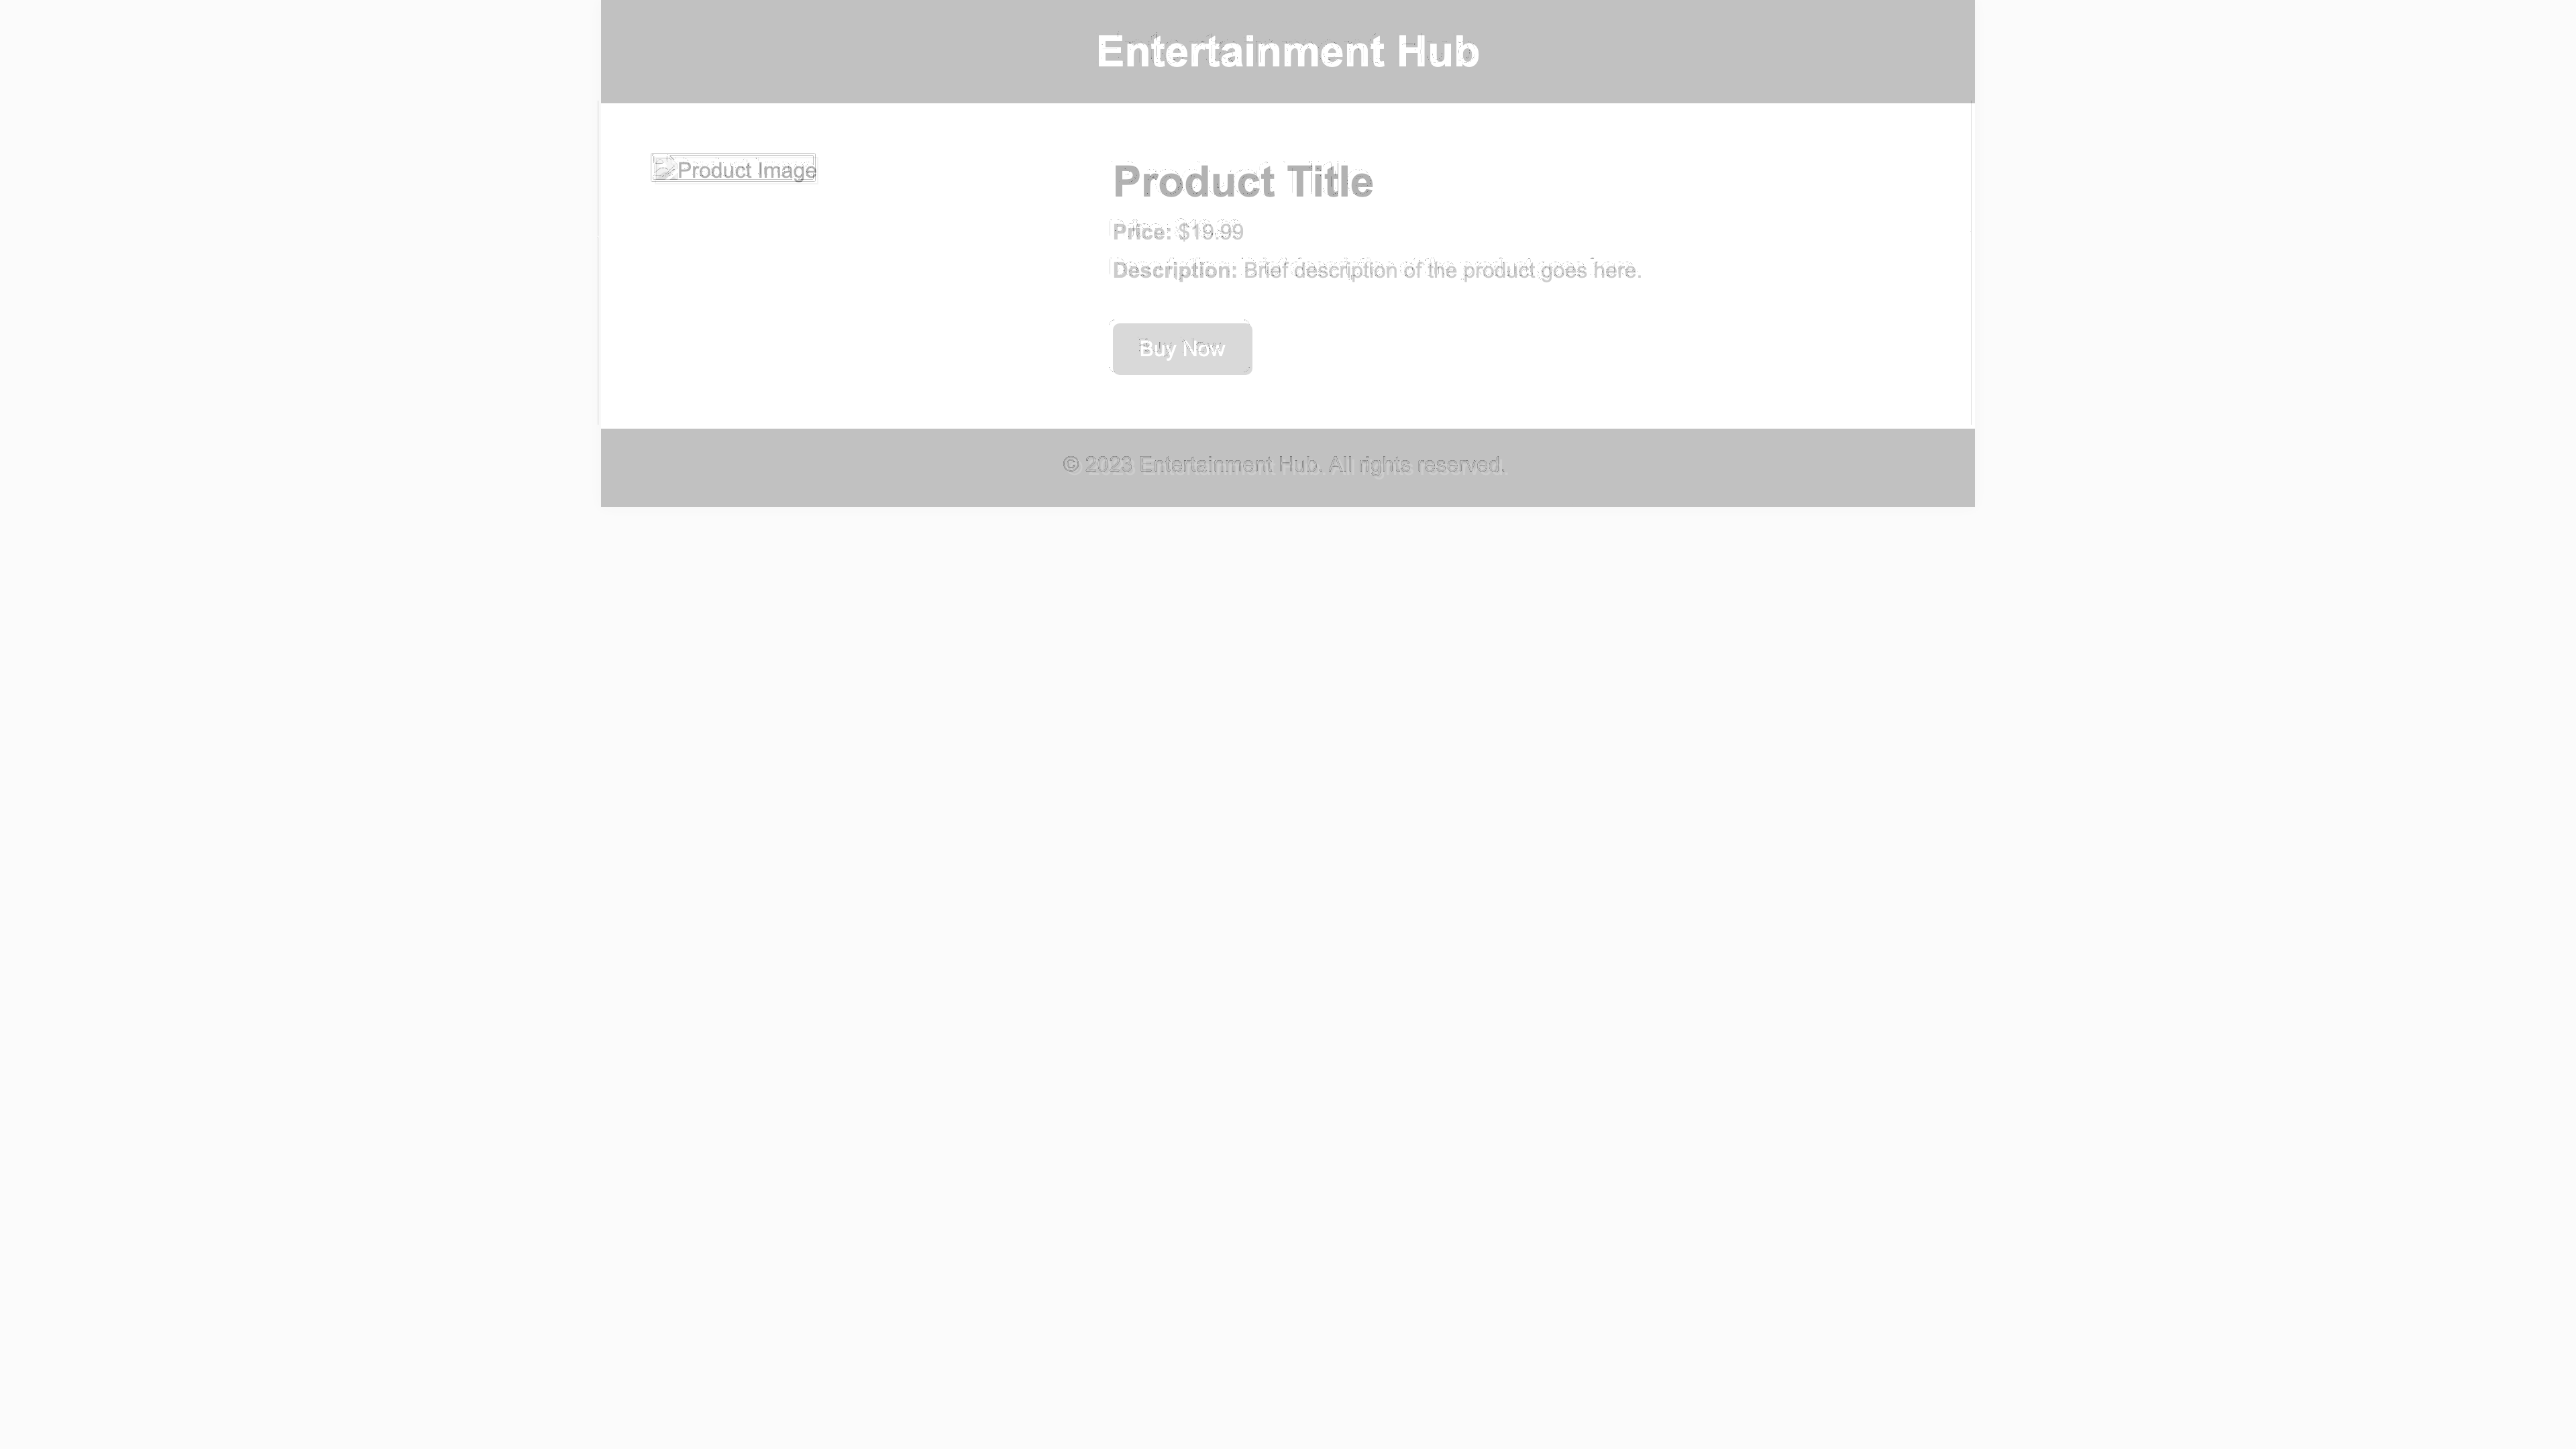 Entertainment Hub
Product Image
Product Title
Price: $19.99
Description: Brief description of the product goes here.
Buy Now
© 2023 Entertainment Hub. All rights reserved.